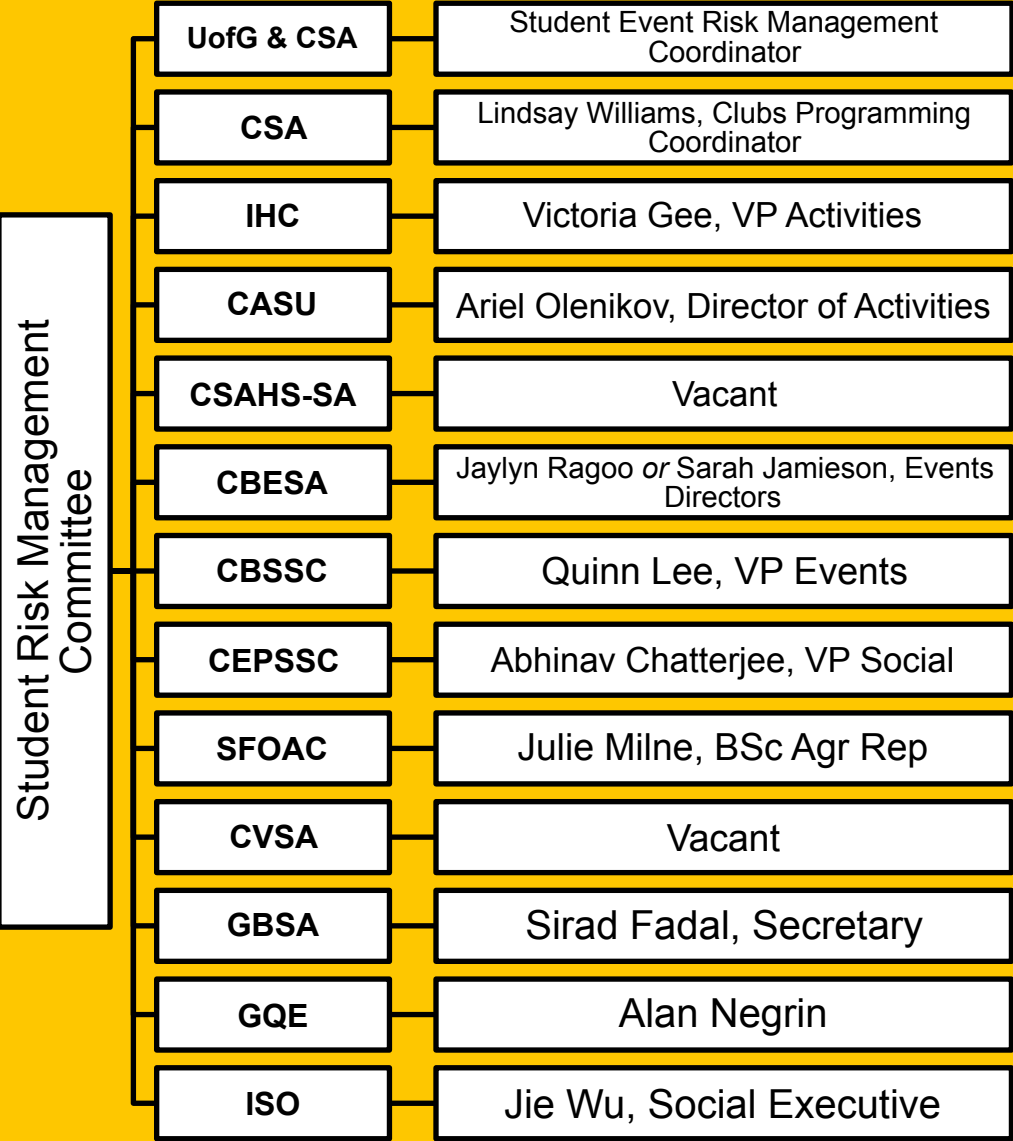 Student Risk Management
Committee
UofG & CSA
Student Event Risk Management
Coordinator
CSA
Lindsay Williams, Clubs Programming
Coordinator
IHC
Victoria Gee, VP Activities
CASU
Ariel Olenikov, Director of Activities
CSAHS-SA
Vacant
CBESA
Jaylyn Ragoo or Sarah Jamieson, Events
Directors
CBSSC
Quinn Lee, VP Events
CEPSSC
Abhinav Chatterjee, VP Social
SFOAC
Julie Milne, BSc Agr Rep
CVSA
Vacant
GBSA
Sirad Fadal, Secretary
GQE
Alan Negrin
ISO
Jie Wu, Social Executive